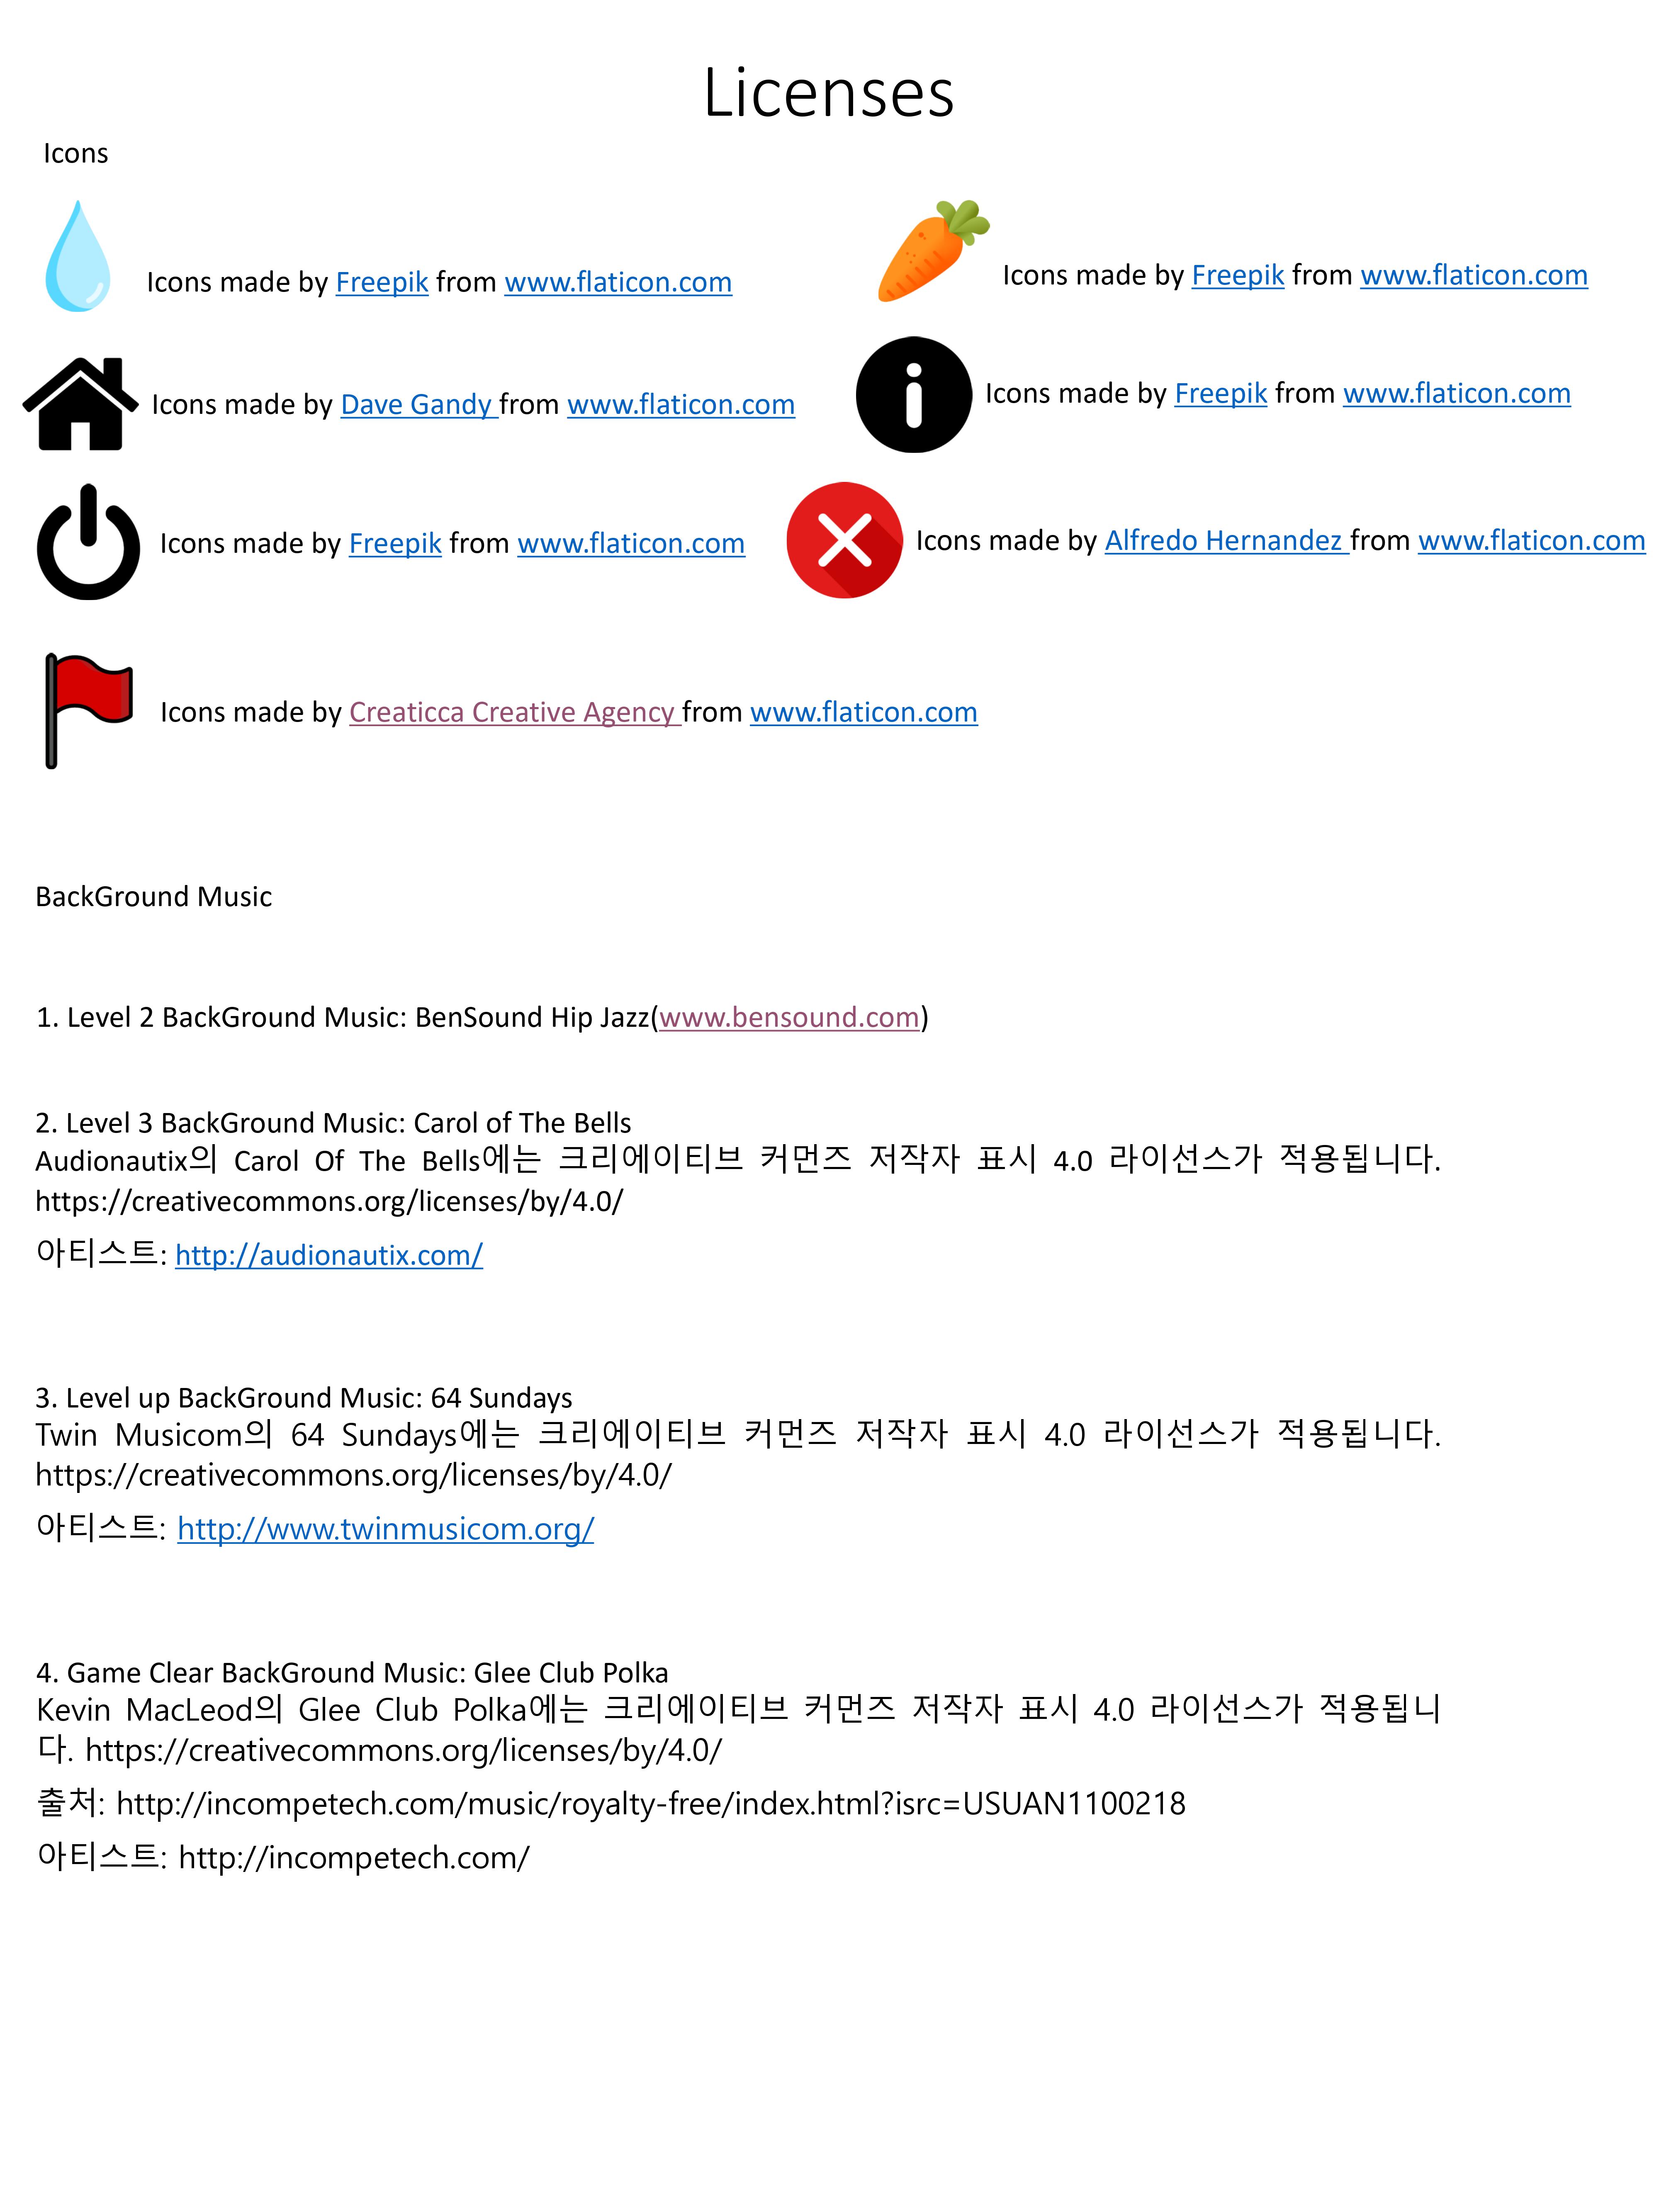 Licenses
Icons
Icons made by Freepik from www.flaticon.com
Icons made by Freepik from www.flaticon.com
Icons made by Dave Gandy from www.flaticon.com
Icons made by Freepik from www.flaticon.com
Icons made by Freepik from www.flaticon.com
Icons made by Alfredo Hernandez from www.flaticon.com
Icons made by Creaticca Creative Agency from www.flaticon.com
BackGround Music
1. Level 2 BackGround Music: BenSound Hip Jazz(www.bensound.com)
2. Level 3 BackGround Music: Carol of The Bells
Audionautix의 Carol Of The Bells에는 크리에이티브 커먼즈 저작자 표시 4.0 라이선스가 적용됩니다.
https://creativecommons.org/licenses/by/4.0/
아티스트: http://audionautix.com/
3. Level up BackGround Music: 64 Sundays
Twin Musicom의 64 Sundays에는 크리에이티브 커먼즈 저작자 표시 4.0 라이선스가 적용됩니다.
https://creativecommons.org/licenses/by/4.0/
아티스트: http://www.twinmusicom.org/
4. Game Clear BackGround Music: Glee Club Polka
Kevin MacLeod의 Glee Club Polka에는 크리에이티브 커먼즈 저작자 표시 4.0 라이선스가 적용됩니
다. https://creativecommons.org/licenses/by/4.0/
출처: http://incompetech.com/music/royalty-free/index.html?isrc=USUAN1100218
아티스트: http://incompetech.com/